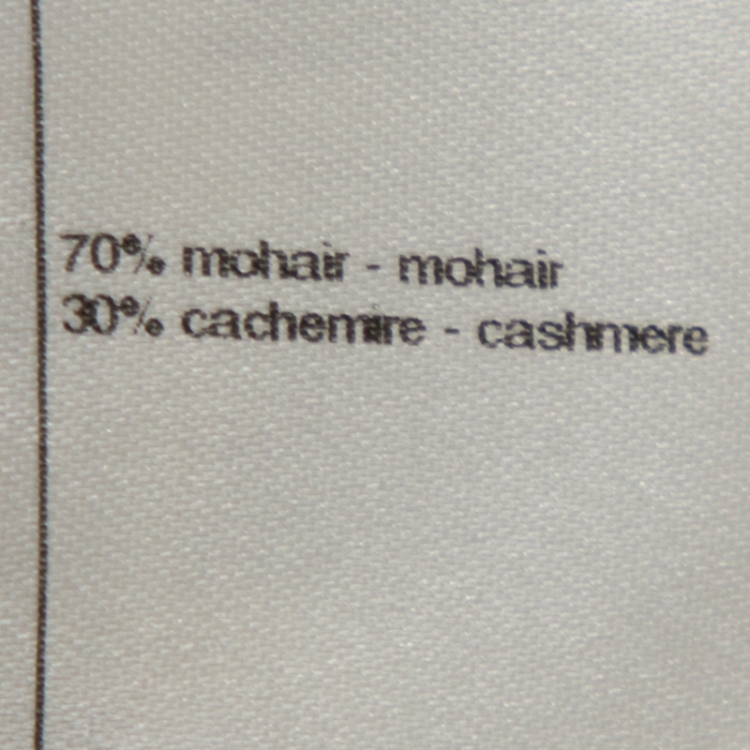 70% mohair - mohair
30% cachemire - cashmere